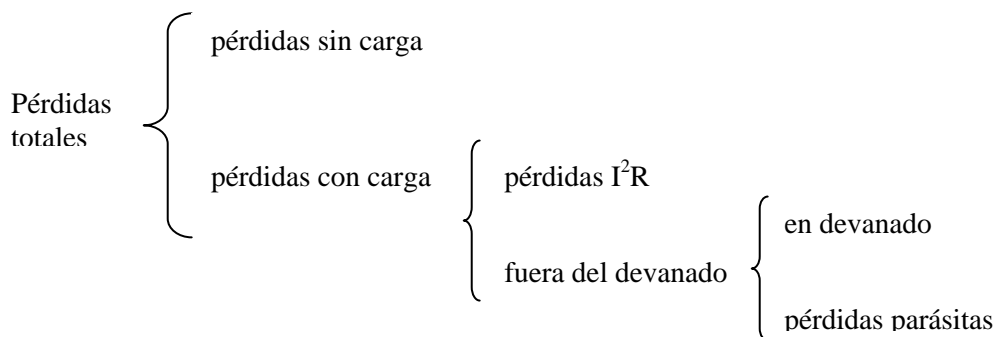 pérdidas sin carga
Pérdidas
totales
pérdidas con carga
pérdidas I²R
en devanado
fuera del devanado
pérdidas parásitas